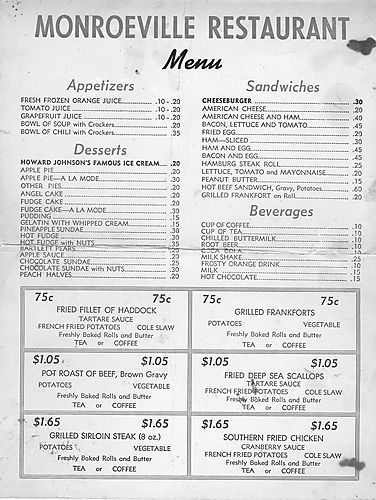 MONROEVILLE RESTAURANT
Menu
Appetizers
FRESH FROZEN ORANGE JUICE .10 - .20
TOMATO JUICE .10 - .20
GRAPEFRUIT JUICE .10 - .20
BOWL OF SOUP with Crackers .20
BOWL OF CHILI with Crackers .35
Desserts
HOWARD JOHNSON'S FAMOUS ICE CREAM .20
APPLE PIE .20
APPLE PIE—A LA MODE .30
OTHER PIES .20
ANGEL CAKE .20
FUDGE CAKE .20
FUDGE CAKE—A LA MODE .30
PUDDING .15
GELATIN WITH WHIPPED CREAM .15
PINEAPPLE SUNDAE .30
HOT FUDGE .30
HOT FUDGE with NUTS .35
BARTLETT PEARS .20
APPLE SAUCE .20
CHOCOLATE SUNDAE .25
CHOCOLATE SUNDAE with NUTS .30
PEACH HALVES .20
Sandwiches
CHEESEBURGER .30
AMERICAN CHEESE .20
AMERICAN CHEESE and HAM .40
BACON, LETTUCE and TOMATO .45
FRIED EGG .20
HAM—SLICED .30
HAM and EGG .45
BACON and EGG .45
HAMBURG STEAK ROLL .25
LETTUCE, TOMATO and MAYONNAISE .20
PEANUT BUTTER .15
HOT BEEF SANDWICH, Gravy, Potatoes .60
GRILLED FRANKFORT on Roll .20
Beverages
CUP OF COFFEE .10
CUP OF TEA .10
CHILLED BUTTERMILK .10
ROOT BEER .10
MILK SHAKE .25
FROSTY ORANGE DRINK .10
MILK .15
HOT CHOCOLATE .15
75c 75c
FRIED FILLET OF HADDOCK
TARTARE SAUCE
FRENCH FRIED POTATOES COLE SLAW
Freshly Baked Rolls and Butter
TEA or COFFEE
75c 75c
GRILLED FRANKFORTS
POTATOES VEGETABLE
Freshly Baked Rolls and Butter
TEA or COFFEE
$1.05 $1.05
POT ROAST OF BEEF, Brown Gravy
POTATOES VEGETABLE
Freshly Baked Rolls and Butter
TEA or COFFEE
$1.05 $1.05
FRIED DEEP SEA SCALLOPS
TARTARE SAUCE
FRENCH FRIED POTATOES COLE SLAW
Freshly Baked Rolls and Butter
TEA or COFFEE
$1.65 $1.65
GRILLED SIRLOIN STEAK (8 oz.)
POTATOES VEGETABLE
Freshly Baked Rolls and Butter
TEA or COFFEE
$1.65 $1.65
SOUTHERN FRIED CHICKEN
CRANBERRY SAUCE
FRENCH FRIED POTATOES COLE SLAW
Freshly Baked Rolls and Butter
TEA or COFFEE